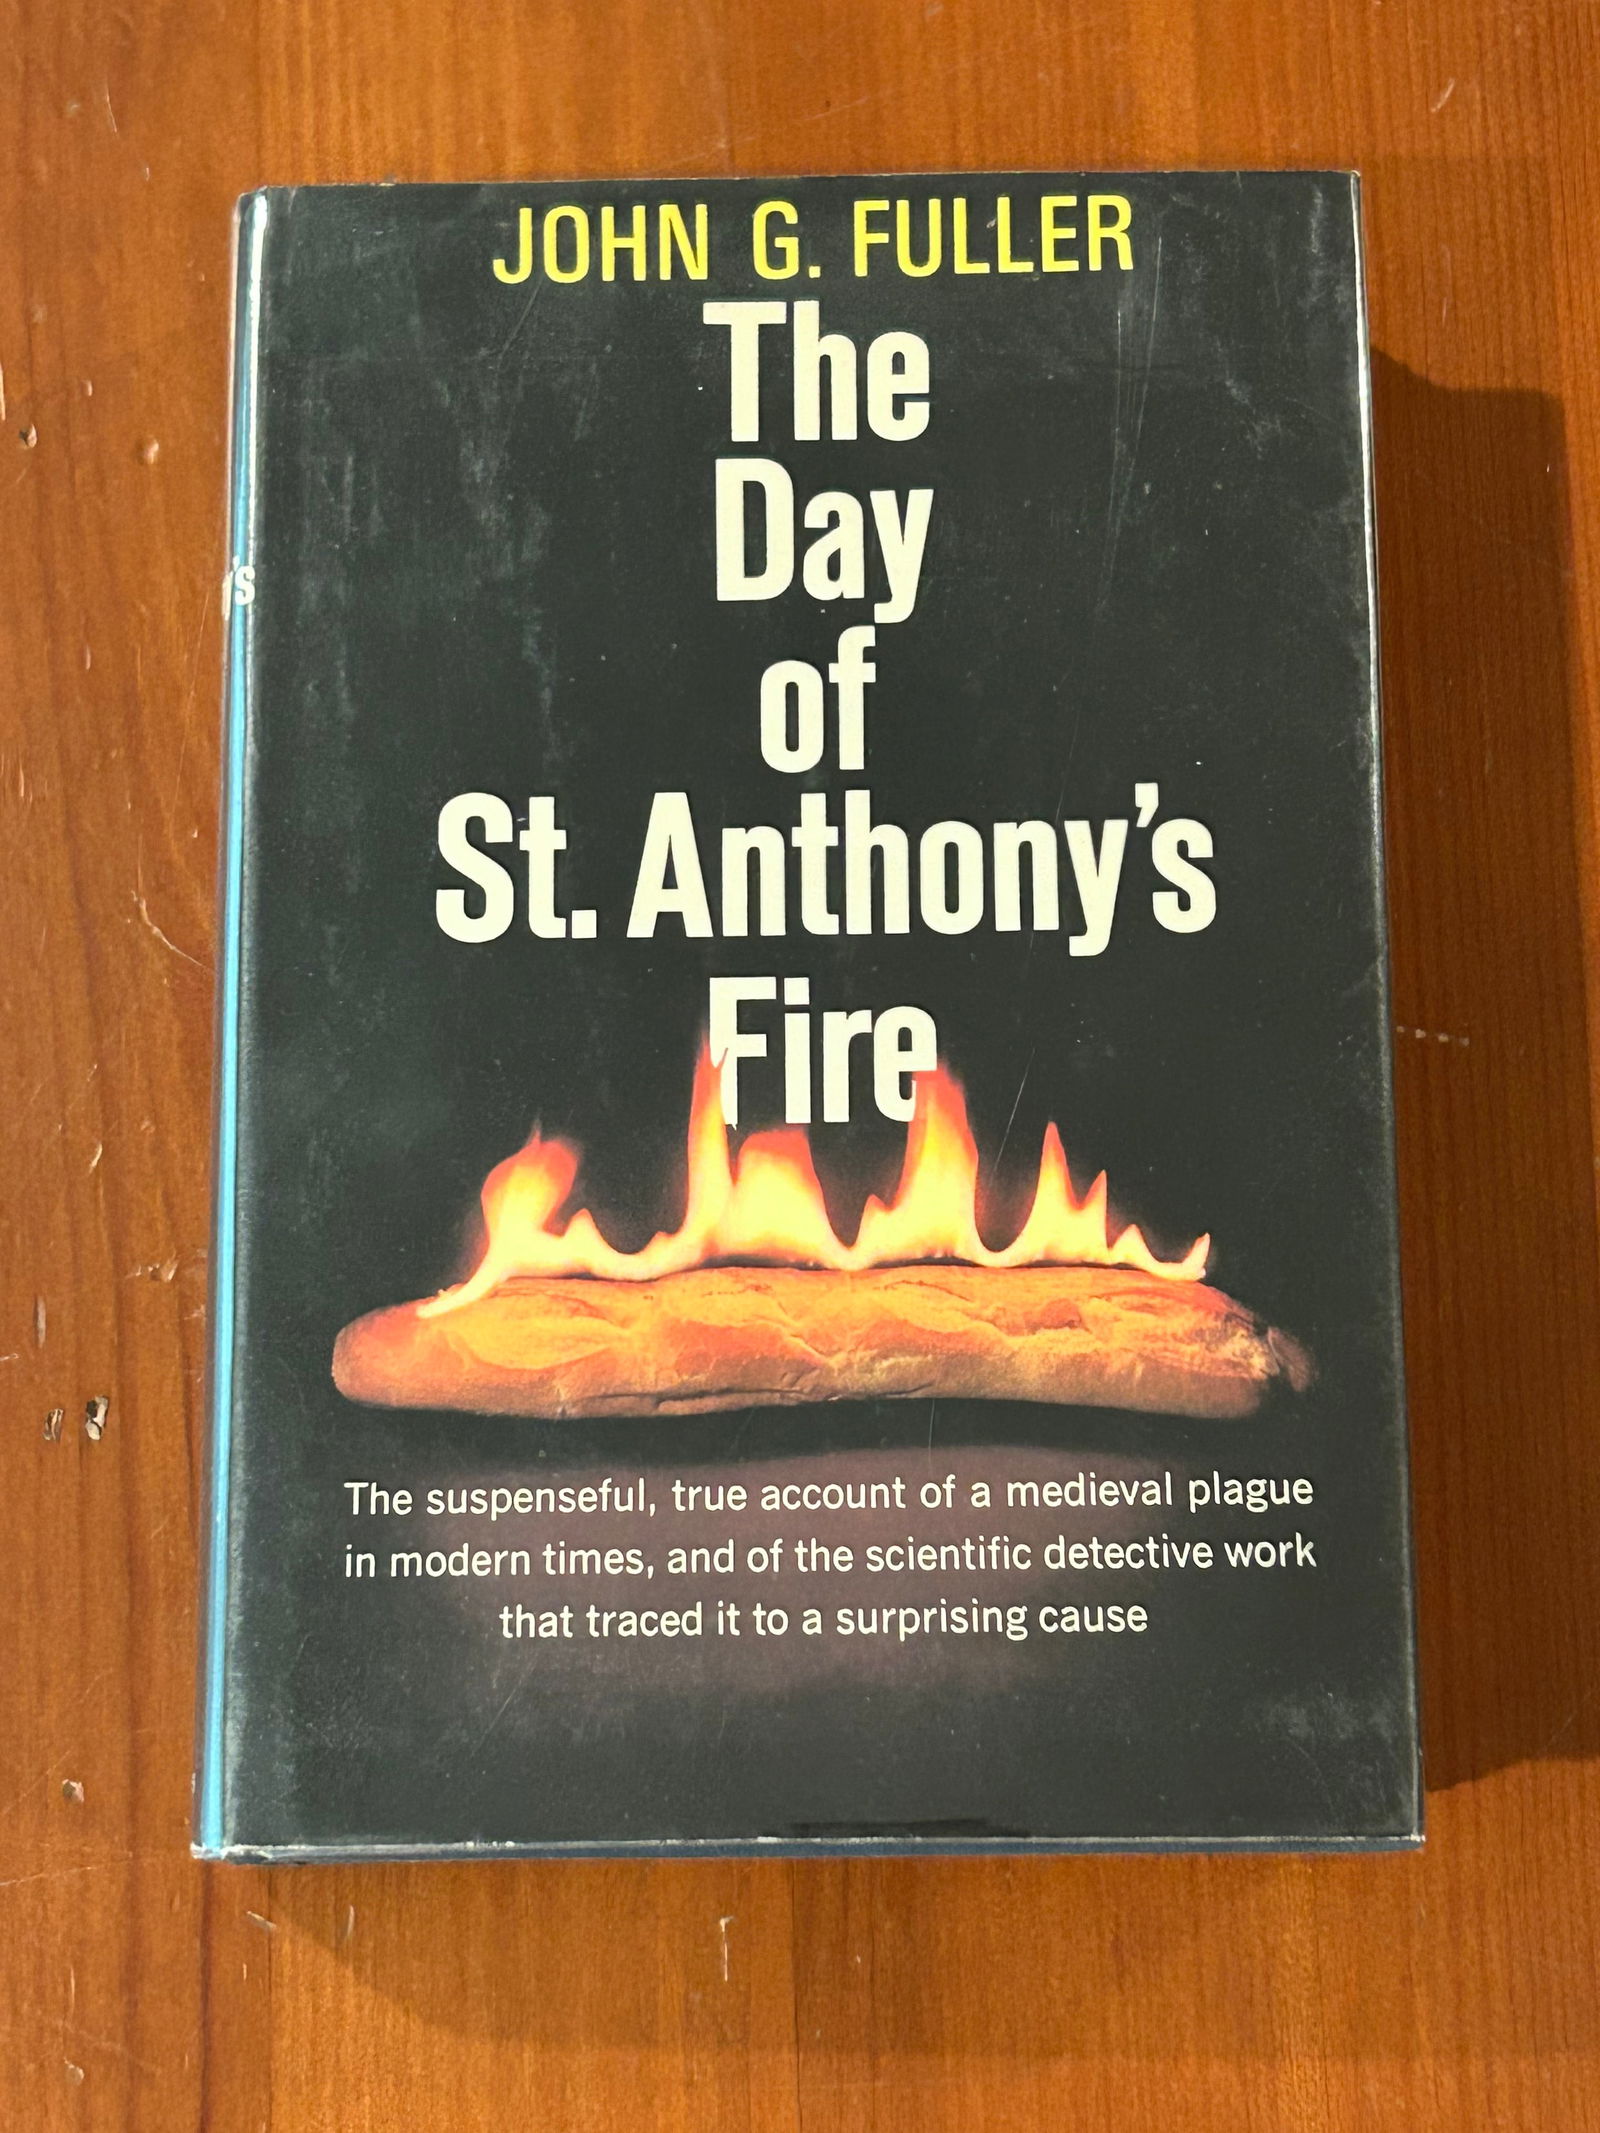 JOHN G. FULLER
The
Day
of
St. Anthony's
Fire
The suspenseful, true account of a medieval plague
in modern times, and of the scientific detective work
that traced it to a surprising cause